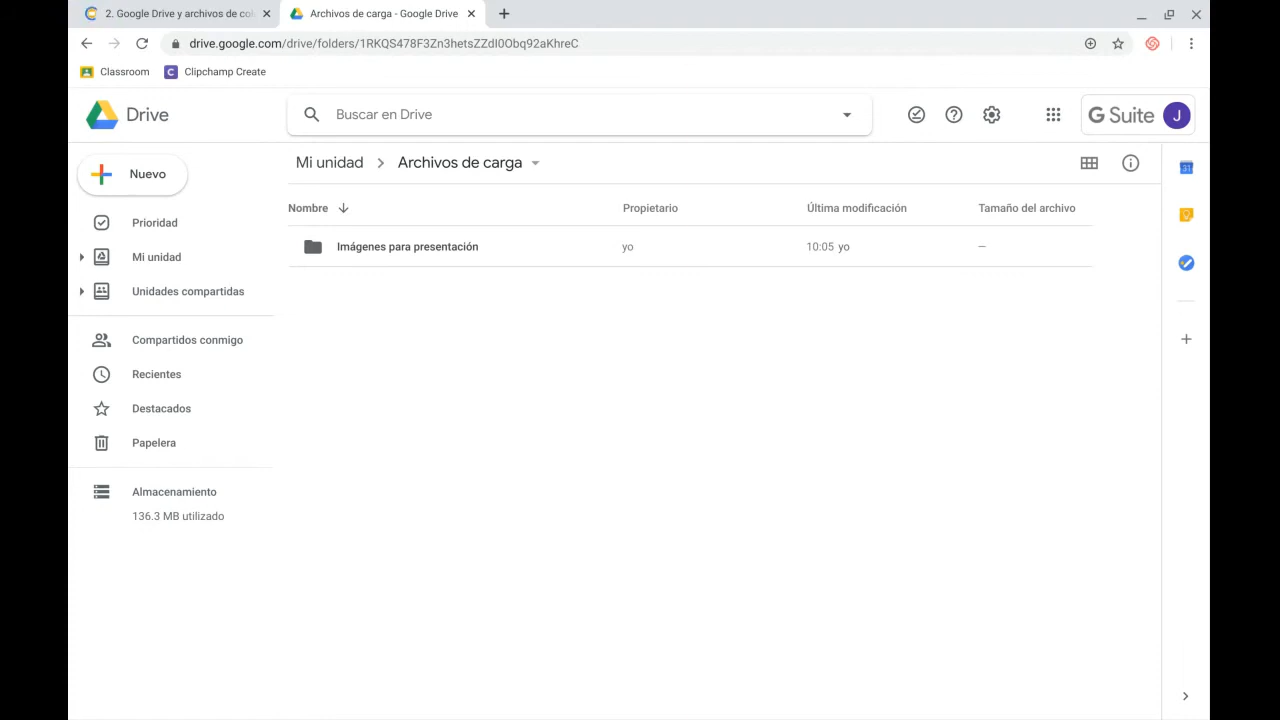 2. Google Drive y archivos de col
Archivos de carga - Google Drive
drive.google.com/drive/folders/1RKQS478F3Zn3hetsZZdI0Obq92aKhreC
Classroom
Clipchamp Create
Drive
Buscar en Drive
G Suite
J
Nuevo
Mi unidad
Archivos de carga
31
Nombre
Propietario
Última modificación
Tamaño del archivo
Prioridad
Imágenes para presentación
yo
10:05 yo
—
Mi unidad
Unidades compartidas
Compartidos conmigo
Recientes
Destacados
Papelera
Almacenamiento
136.3 MB utilizado